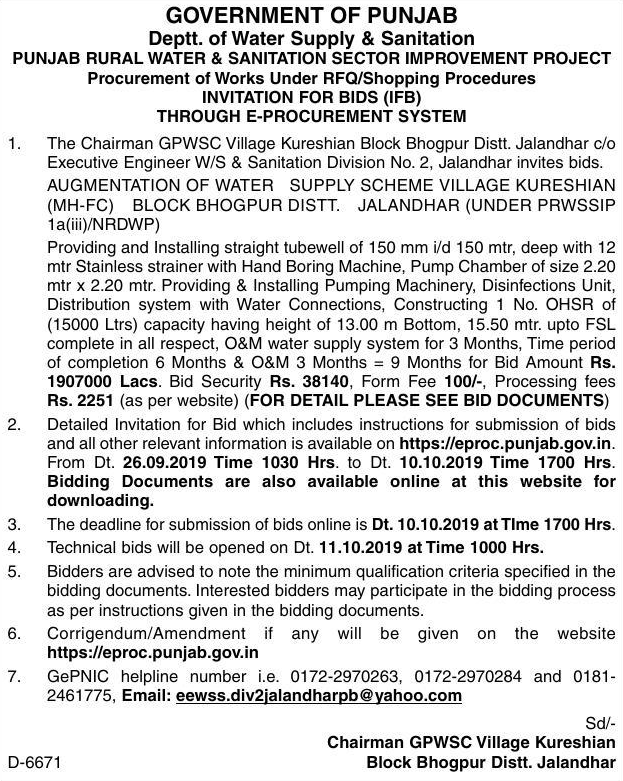 GOVERNMENT OF PUNJAB
Deptt. of Water Supply & Sanitation
PUNJAB RURAL WATER & SANITATION SECTOR IMPROVEMENT PROJECT
Procurement of Works Under RFQ/Shopping Procedures
INVITATION FOR BIDS (IFB)
THROUGH E-PROCUREMENT SYSTEM
1. The Chairman GPWSC Village Kureshian Block Bhogpur Distt. Jalandhar c/o
Executive Engineer W/S & Sanitation Division No. 2, Jalandhar invites bids.
AUGMENTATION OF WATER SUPPLY SCHEME VILLAGE KURESHIAN
(MH-FC) BLOCK BHOGPUR DISTT. JALANDHAR (UNDER PRWSSIP
1a(iii)/NRDWP)
Providing and Installing straight tubewell of 150 mm i/d 150 mtr, deep with 12
mtr Stainless strainer with Hand Boring Machine, Pump Chamber of size 2.20
mtr x 2.20 mtr. Providing & Installing Pumping Machinery, Disinfections Unit,
Distribution system with Water Connections, Constructing 1 No. OHSR of
(15000 Ltrs) capacity having height of 13.00 m Bottom, 15.50 mtr. upto FSL
complete in all respect, O&M water supply system for 3 Months, Time period
of completion 6 Months & O&M 3 Months = 9 Months for Bid Amount Rs.
1907000 Lacs. Bid Security Rs. 38140, Form Fee 100/-, Processing fees
Rs. 2251 (as per website) (FOR DETAIL PLEASE SEE BID DOCUMENTS)
2. Detailed Invitation for Bid which includes instructions for submission of bids
and all other relevant information is available on https://eproc.punjab.gov.in.
From Dt. 26.09.2019 Time 1030 Hrs. to Dt. 10.10.2019 Time 1700 Hrs.
Bidding Documents are also available online at this website for
downloading.
3. The deadline for submission of bids online is Dt. 10.10.2019 at TIme 1700 Hrs.
4. Technical bids will be opened on Dt. 11.10.2019 at Time 1000 Hrs.
5. Bidders are advised to note the minimum qualification criteria specified in the
bidding documents. Interested bidders may participate in the bidding process
as per instructions given in the bidding documents.
6. Corrigendum/Amendment if any will be given on the website
https://eproc.punjab.gov.in
7. GePNIC helpline number i.e. 0172-2970263, 0172-2970284 and 0181-
2461775, Email: eewss.div2jalandharpb@yahoo.com
Sd/-
Chairman GPWSC Village Kureshian
D-6671 Block Bhogpur Distt. Jalandhar